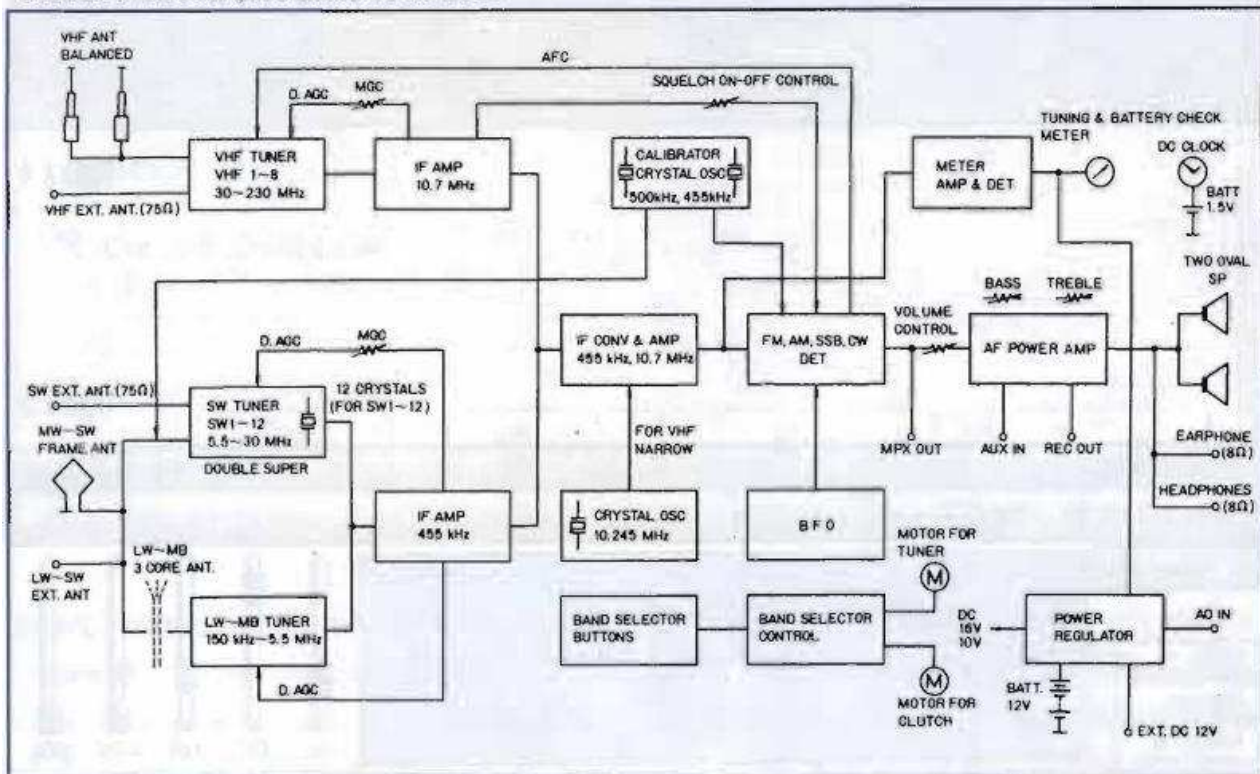 VHF ANT
BALANCED
AFC
SQUELCH ON-OFF CONTROL
D. AGC
MGC
TUNING & BATTERY CHECK
METER
DC CLOCK
BATT
1.5V
VHF TUNER
VHF 1~8
30~230 MHz
IF AMP
10.7 MHz
CALIBRATOR
CRYSTAL OSC
500kHz, 455kHz
METER
AMP & DET
VHF EXT. ANT. (75Ω)
TWO OVAL
SP
BASS
TREBLE
VOLUME
CONTROL
D. AGC
MGC
IF CONV & AMP
455 kHz, 10.7 MHz
FM, AM, SSB, CW
DET
AF POWER AMP
SW EXT. ANT. (75Ω)
12 CRYSTALS
(FOR SW1~12)
SW TUNER
SW1~12
5.5~30 MHz
DOUBLE SUPER
MW~SW
FRAME ANT
FOR VHF
NARROW
MPX OUT
AUX IN
REC OUT
EARPHONE
(8Ω)
HEADPHONES
(8Ω)
IF AMP
455 kHz
CRYSTAL OSC
10.245 MHz
BFO
LW~SW
EXT. ANT
LW~MB
3 CORE ANT.
LW~MB TUNER
150 kHz~5.5 MHz
D. AGC
MOTOR FOR
TUNER
M
BAND SELECTOR
BUTTONS
BAND SELECTOR
CONTROL
M
MOTOR FOR
CLUTCH
DC
16V
10V
POWER
REGULATOR
AO IN
BATT.
12V
EXT. DC 12V